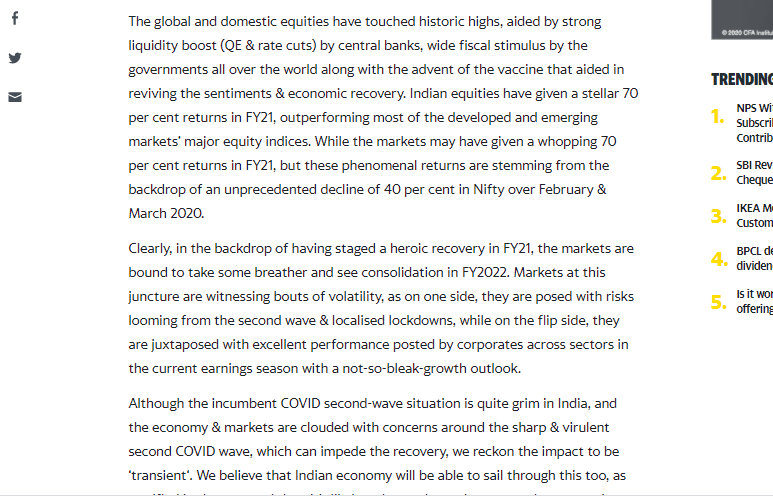 The global and domestic equities have touched historic highs, aided by strong
liquidity boost (QE & rate cuts) by central banks, wide fiscal stimulus by the
governments all over the world along with the advent of the vaccine that aided in
reviving the sentiments & economic recovery. Indian equities have given a stellar 70
per cent returns in FY21, outperforming most of the developed and emerging
markets' major equity indices. While the markets may have given a whopping 70
per cent returns in FY21, but these phenomenal returns are stemming from the
backdrop of an unprecedented decline of 40 per cent in Nifty over February &
March 2020.
Clearly, in the backdrop of having staged a heroic recovery in FY21, the markets are
bound to take some breather and see consolidation in FY2022. Markets at this
juncture are witnessing bouts of volatility, as on one side, they are posed with risks
looming from the second wave & localised lockdowns, while on the flip side, they
are juxtaposed with excellent performance posted by corporates across sectors in
the current earnings season with a not-so-bleak-growth outlook.
Although the incumbent COVID second-wave situation is quite grim in India, and
the economy & markets are clouded with concerns around the sharp & virulent
second COVID wave, which can impede the recovery, we reckon the impact to be
'transient'. We believe that Indian economy will be able to sail through this too, as
© 2020 CFA
TRENDING
1. NPS
Contrib
2. SBI Rev
Cheque
3. IKEA
Custom
4. BPCL de
dividen
5. Is it wor
offering